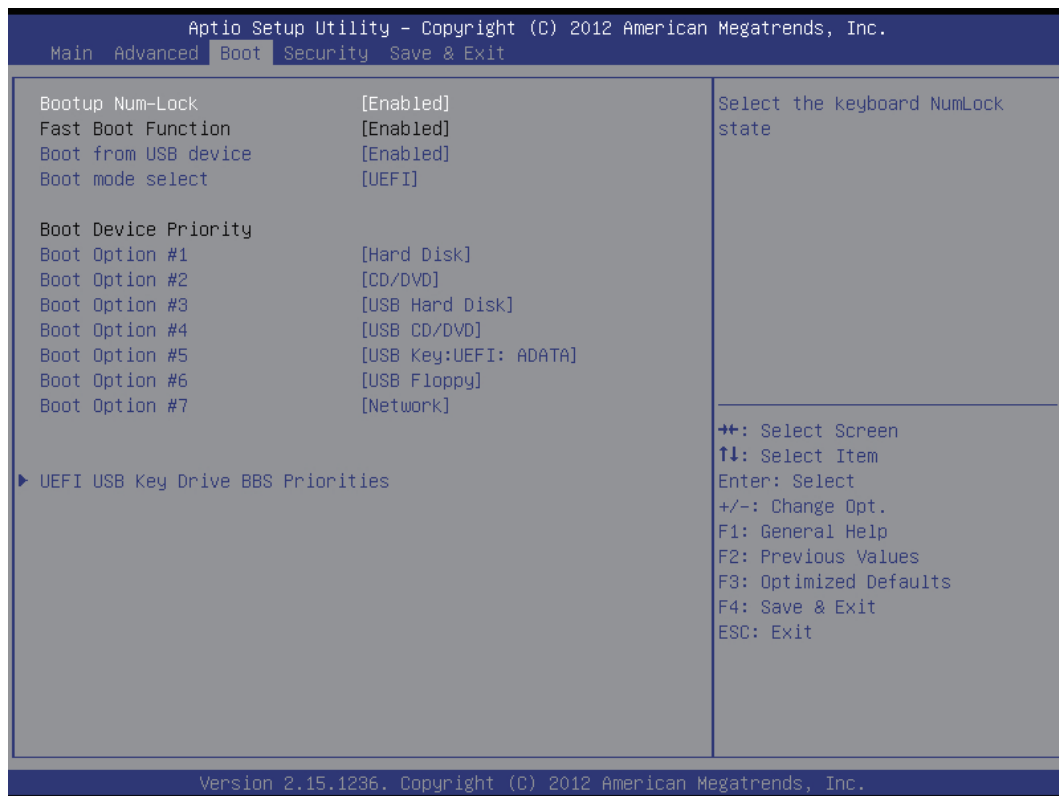 Aptio Setup Utility – Copyright (C) 2012 American Megatrends, Inc.
Main Advanced Boot Security Save & Exit
Bootup Num-Lock [Enabled]
Fast Boot Function [Enabled]
Boot from USB device [Enabled]
Boot mode select [UEFI]
Boot Device Priority
Boot Option #1 [Hard Disk]
Boot Option #2 [CD/DVD]
Boot Option #3 [USB Hard Disk]
Boot Option #4 [USB CD/DVD]
Boot Option #5 [USB Key:UEFI: ADATA]
Boot Option #6 [USB Floppy]
Boot Option #7 [Network]
▶ UEFI USB Key Drive BBS Priorities
Select the keyboard NumLock
state
→←: Select Screen
↑↓: Select Item
Enter: Select
+/-: Change Opt.
F1: General Help
F2: Previous Values
F3: Optimized Defaults
F4: Save & Exit
ESC: Exit
Version 2.15.1236. Copyright (C) 2012 American Megatrends, Inc.